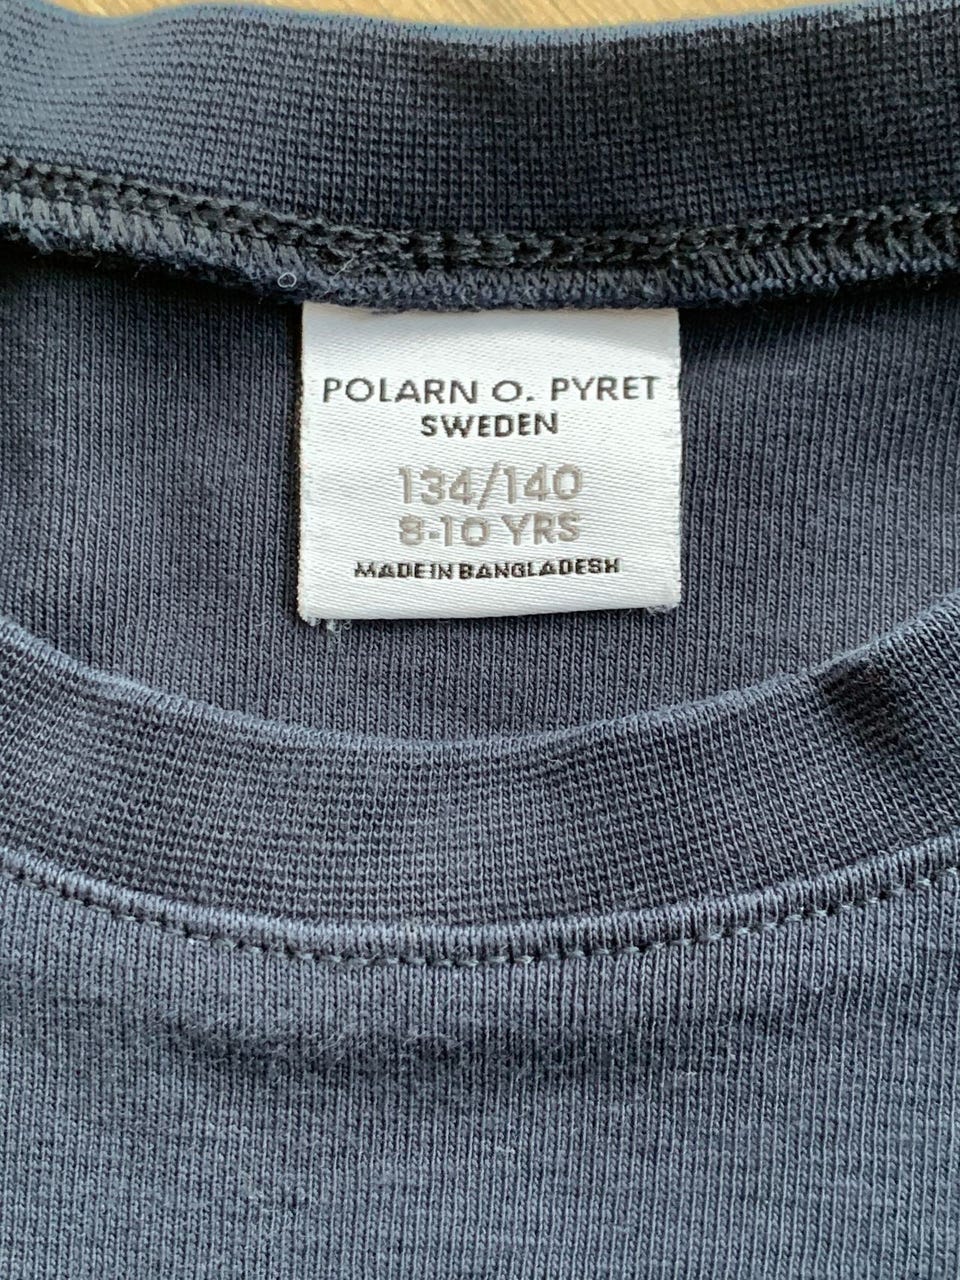 POLARN O. PYRET
SWEDEN
134/140
8-10 YRS
MADE IN BANGLADESH